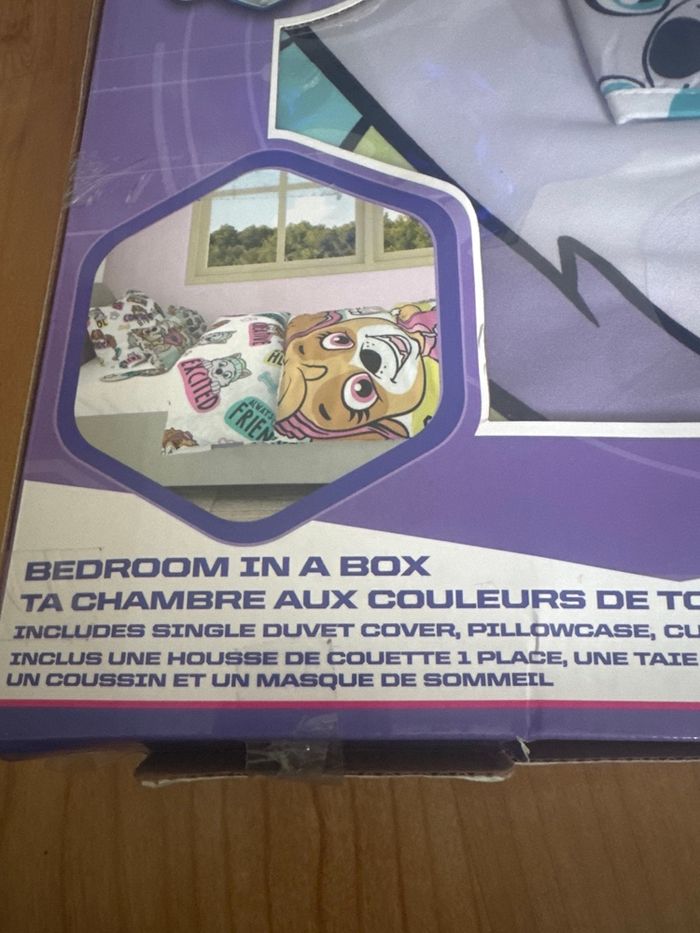 EXCITED
ALWAYS
FRIEN
BEDROOM IN A BOX
TA CHAMBRE AUX COULEURS DE TO
INCLUDES SINGLE DUVET COVER, PILLOWCASE, CU
INCLUS UNE HOUSSE DE COUETTE 1 PLACE, UNE TAIE
UN COUSSIN ET UN MASQUE DE SOMMEIL